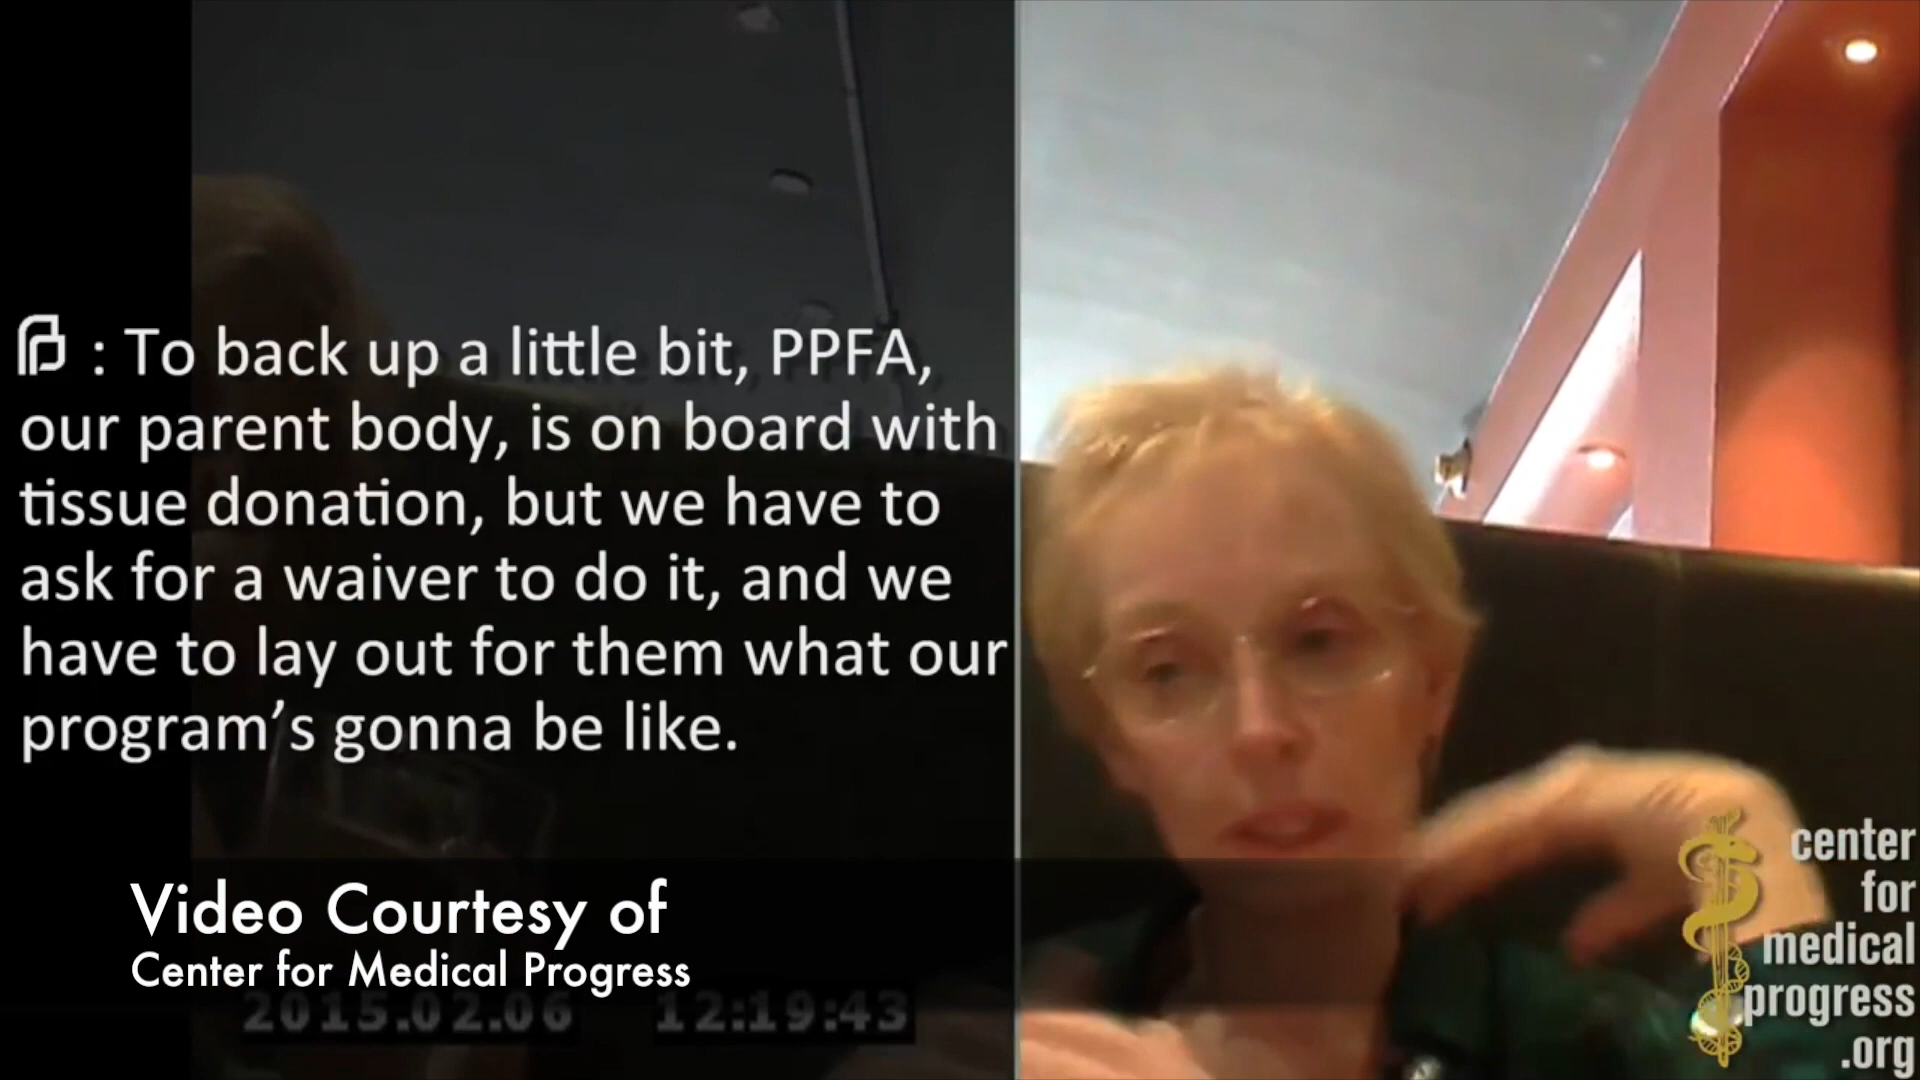 : To back up a little bit, PPFA,
our parent body, is on board with
tissue donation, but we have to
ask for a waiver to do it, and we
have to lay out for them what our
program’s gonna be like.
Video Courtesy of
Center for Medical Progress
2015.02.06 12:19:43
center
for
medical
progress
.org